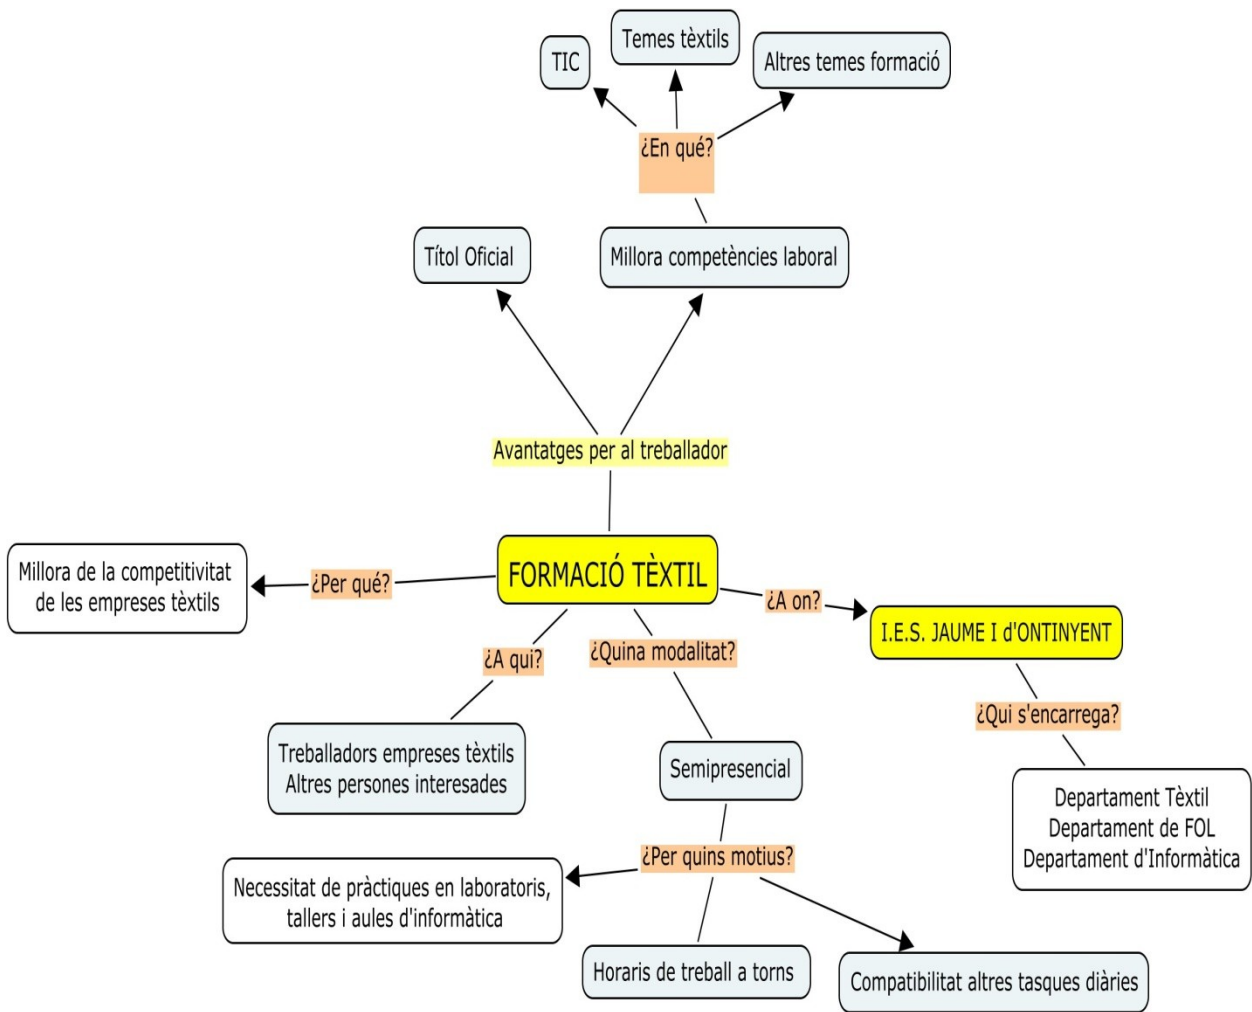 Temes tèxtils
TIC
Altres temes formació
¿En qué?
Títol Oficial
Millora competències laboral
Avantatges per al treballador
Millora de la competitivitat
de les empreses tèxtils
¿Per qué?
FORMACIÓ TÈXTIL
¿A on?
I.E.S. JAUME I d'ONTINYENT
¿A qui?
¿Quina modalitat?
¿Qui s'encarrega?
Treballadors empreses tèxtils
Altres persones interesades
Semipresencial
Departament Tèxtil
Departament de FOL
Departament d'Informàtica
¿Per quins motius?
Necessitat de pràctiques en laboratoris,
tallers i aules d'informàtica
Horaris de treball a torns
Compatibilitat altres tasques diàries